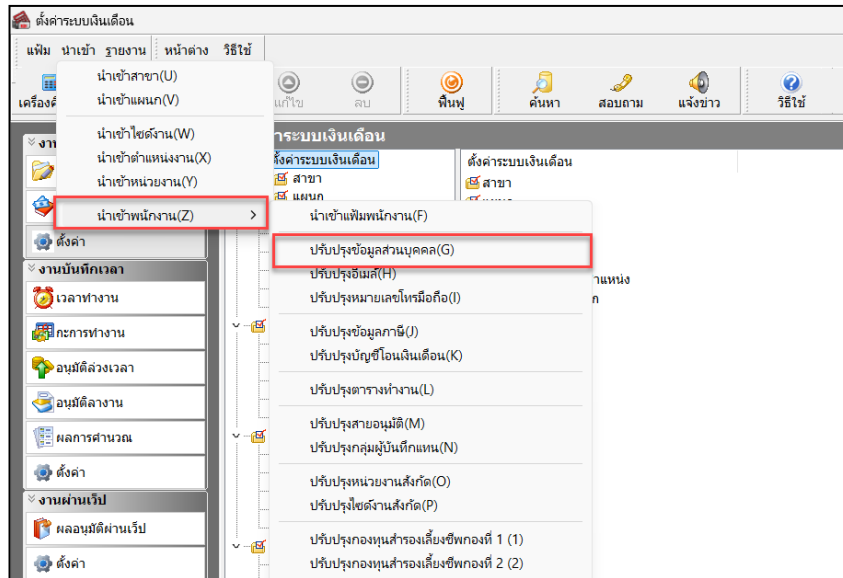 ตั้งค่าระบบเงินเดือน
แฟ้ม นำเข้า รายงาน หน้าต่าง วิธีใช้
แก้ไข ลบ ฟื้นฟู ค้นหา สอบถาม แจ้งข่าว วิธีใช้
นำเข้าสาขา(U)
นำเข้าแผนก(V)
นำเข้าไซด์งาน(W)
นำเข้าตำแหน่งงาน(X)
นำเข้าหน่วยงาน(Y)
นำเข้าพนักงาน(Z)
ตั้งค่าระบบเงินเดือน
สาขา
แผนก
ตั้งค่าระบบเงินเดือน
สาขา
นำเข้าแฟ้มพนักงาน(F)
ปรับปรุงข้อมูลส่วนบุคคล(G)
ปรับปรุงอีเมล์(H)
ปรับปรุงหมายเลขโทรมือถือ(I)
ปรับปรุงข้อมูลภาษี(J)
ปรับปรุงบัญชีโอนเงินเดือน(K)
ปรับปรุงตารางทำงาน(L)
ปรับปรุงสายอนุมัติ(M)
ปรับปรุงกลุ่มผู้บันทึกแทน(N)
ปรับปรุงหน่วยงานสังกัด(O)
ปรับปรุงไซด์งานสังกัด(P)
ปรับปรุงกองทุนสำรองเลี้ยงชีพกองที่ 1 (1)
ปรับปรุงกองทุนสำรองเลี้ยงชีพกองที่ 2 (2)
ตั้งค่า
งานบันทึกเวลา
เวลาทำงาน
กะการทำงาน
อนุมัติล่วงเวลา
อนุมัติลางาน
ผลการคำนวณ
ตั้งค่า
งานผ่านเว็ป
ผลอนุมัติผ่านเว็ป
ตั้งค่า